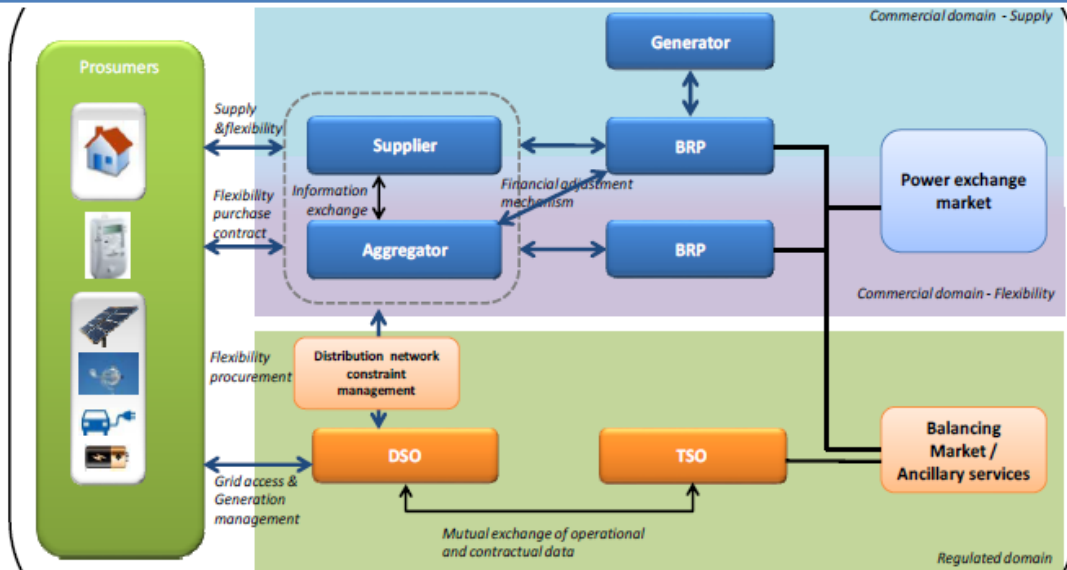 Commercial domain - Supply
Prosumers
Generator
Supply
&flexibility
Supplier
BRP
Information
exchange
Financial adjustment
mechanism
Power exchange
market
Flexibility
purchase
contract
Aggregator
BRP
Commercial domain - Flexibility
Flexibility
procurement
Distribution network
constraint
management
DSO
TSO
Balancing
Market /
Ancillary services
Grid access &
Generation
management
Mutual exchange of operational
and contractual data
Regulated domain